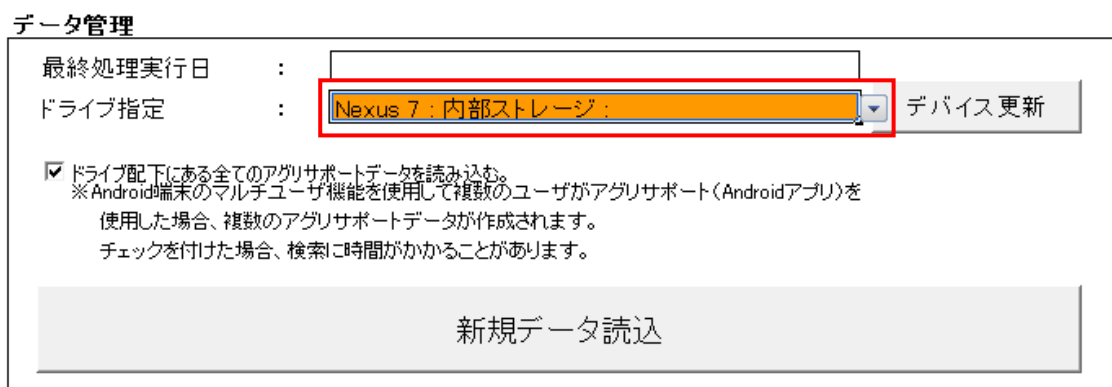 データ管理
最終処理実行日 :
ドライブ指定 : Nexus 7 : 内部ストレージ : デバイス更新
ドライブ配下にある全てのアグリサポートデータを読み込む。
※Android端末のマルチユーザ機能を使用して複数のユーザがアグリサポート(Androidアプリ)を
使用した場合、複数のアグリサポートデータが作成されます。
チェックを付けた場合、検索に時間がかかることがあります。
新規データ読込